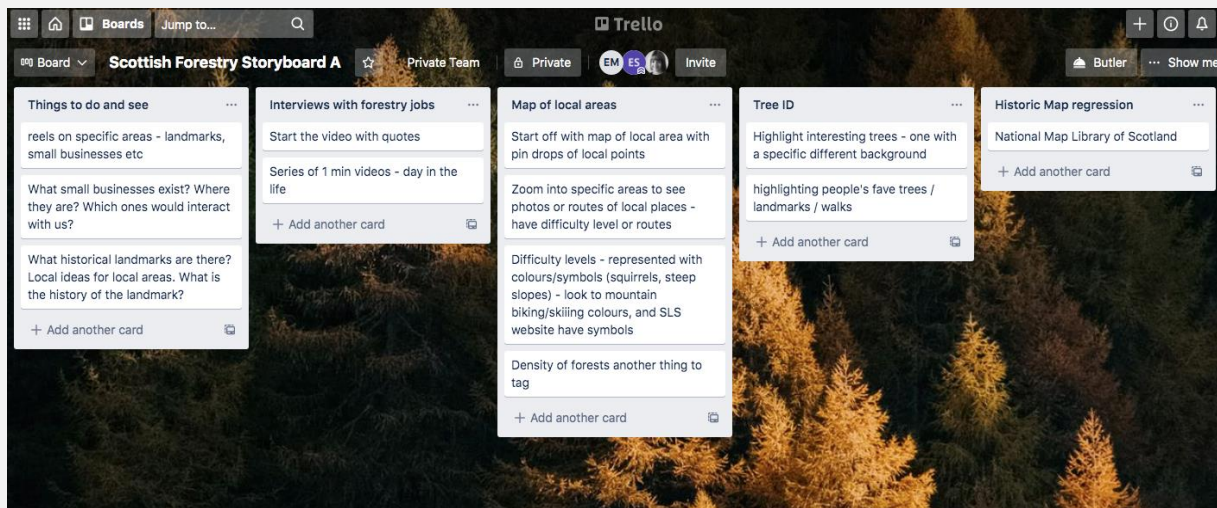 Boards
Jump to...
Trello
Board
Scottish Forestry Storyboard A
Private Team
Private
EM
ES
Invite
Butler
... Show me
Things to do and see
reels on specific areas - landmarks,
small businesses etc
What small businesses exist? Where
they are? Which ones would interact
with us?
What historical landmarks are there?
Local ideas for local areas. What is
the history of the landmark?
+ Add another card
Interviews with forestry jobs
Start the video with quotes
Series of 1 min videos - day in the
life
+ Add another card
Map of local areas
Start off with map of local area with
pin drops of local points
Zoom into specific areas to see
photos or routes of local places -
have difficulty level or routes
Difficulty levels - represented with
colours/symbols (squirrels, steep
slopes) - look to mountain
biking/skiiing colours, and SLS
website have symbols
Density of forests another thing to
tag
+ Add another card
Tree ID
Highlight interesting trees - one with
a specific different background
highlighting people's fave trees /
landmarks / walks
+ Add another card
Historic Map regression
National Map Library of Scotland
+ Add another card